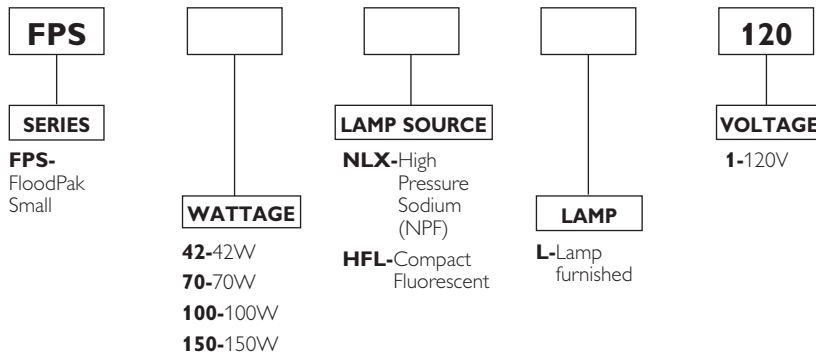 FPS
120
SERIES
FPS-
FloodPak
Small
WATTAGE
42-42W
70-70W
100-100W
150-150W
LAMP SOURCE
NLX-High
Pressure
Sodium
(NPF)
HFL-Compact
Fluorescent
LAMP
L-Lamp
furnished
VOLTAGE
1-120V